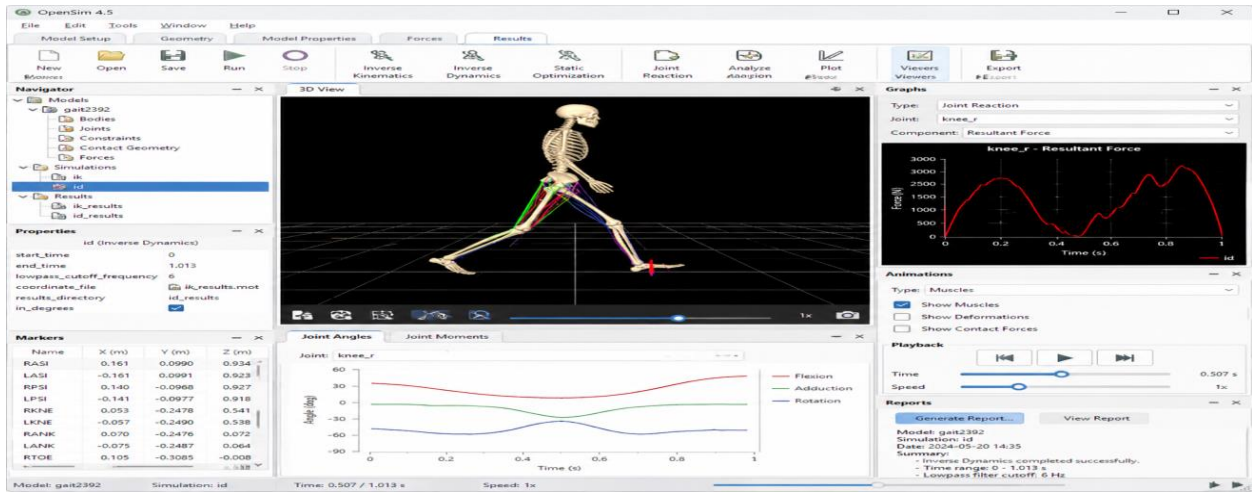 OpenSim 4.5
File Edit Tools Window Help
Model Setup Geometry Model Properties Forces Results
New Open Save Run Stop Inverse Kinematics Inverse Dynamics Static Optimization Joint Reaction Analyze Plot Viewers Export
Viewers
Navigator
Models
gait2392
Bodies
Joints
Constraints
Contact Geometry
Forces
Simulations
ik
id
Results
ik_results
id_results
Properties
id (Inverse Dynamics)
start_time 0
end_time 1.013
lowpass_cutoff_frequency 6
coordinate_file ik_results.mot
results_directory id_results
in_degrees
Markers
Name X (m) Y (m) Z (m)
RASI 0.161 0.0990 0.934
LASI -0.161 0.0991 0.923
RPSI 0.140 -0.0968 0.927
LPSI -0.141 -0.0977 0.918
RKNE 0.053 -0.2478 0.541
LKNE -0.057 -0.2490 0.538
RANK 0.070 -0.2476 0.072
LANK -0.075 -0.2487 0.064
RTOE 0.105 -0.3085 -0.008
3D View
1x
Joint Angles Joint Moments
Joint: knee_r
Angle (deg)
60
30
0
-30
-60
-90
0 0.2 0.4 0.6 0.8 1
Time (s)
Flexion
Adduction
Rotation
Graphs
Type: Joint Reaction
Joint: knee_r
Component: Resultant Force
knee_r - Resultant Force
Force (N)
3000
3000
2500
1500
1000
500
0
0 0.2 0.4 0.6 0.8 1
Time (s)
id
Animations
Type: Muscles
Show Muscles
Show Deformations
Show Contact Forces
Playback
Time 0.507 s
Speed 1x
Reports
Generate Report... View Report
Model: gait2392
Simulation: id
Date: 2024-05-20 14:35
Summary:
- Inverse Dynamics completed successfully.
- Time range: 0 - 1.013 s
- Lowpass filter cutoff: 6 Hz
Model: gait2392 Simulation: id Time: 0.507 / 1.013 s Speed: 1x